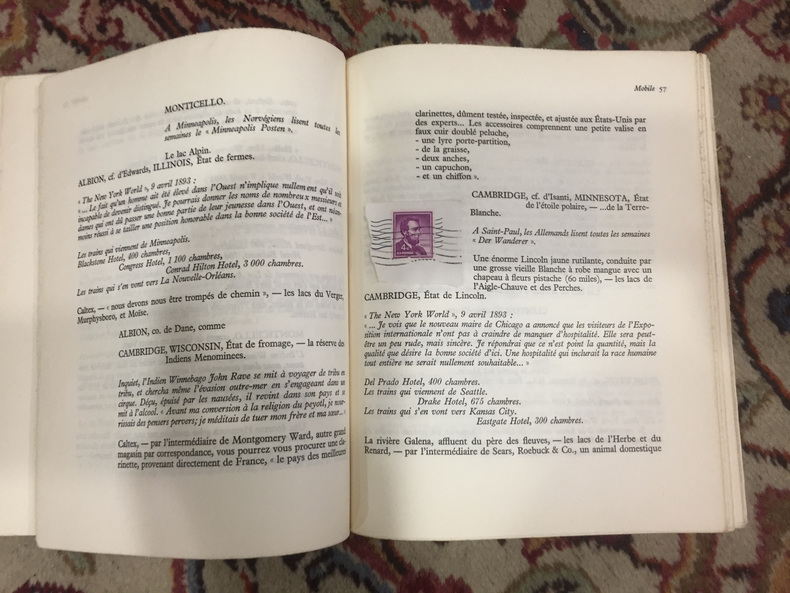 MONTICELLO.
A Minneapolis, les Norvégiens lisent toutes les
semaines le « Minneapolis Posten ».
Le lac Alpin.
ALBION, cf. d'Edwards, ILLINOIS, État de fermes.
« The New York World », 9 avril 1893 :
« ... Le fait qu'un homme ait été élevé dans l'Ouest n'implique nullement qu'il soit
incapable de devenir distingué. Je pourrais donner les noms de nombreux messieurs et
dames qui ont dû passer une bonne partie de leur jeunesse dans l'Ouest, et ont néan-
moins réussi à se tailler une position honorable dans la bonne société de l'Est... »
Les trains qui viennent de Minneapolis.
Blackstone Hotel, 400 chambres,
Congress Hotel, 1 100 chambres,
Conrad Hilton Hotel, 3 000 chambres.
Les trains qui s'en vont vers La Nouvelle-Orléans.
Caltex, — « nous devons nous être trompés de chemin », — les lacs du Verger,
Murphysboro, et Moïse.
ALBION, co. de Dane, comme
CAMBRIDGE, WISCONSIN, État de fromage, — la réserve des
Indiens Menominees.
Inquiet, l'Indien Winnebago John Rave se mit à voyager de tribu en
tribu, et chercha même l'évasion outre-mer en s'engageant dans un
cirque. Déçu, épuisé par les nausées, il revint dans son pays et se
mit à l'alcool. « Avant ma conversion à la religion du peyotl, je nour-
rissais des pensers pervers; je méditais de tuer mon frère et ma sœur... »
Caltex, — par l'intermédiaire de Montgomery Ward, autre grand
magasin par correspondance, vous pourrez vous procurer une cla-
rinette, provenant directement de France, « le pays des meilleures
Mobile 57
clarinettes, dûment testée, inspectée, et ajustée aux États-Unis par
des experts... Les accessoires comprennent une petite valise en
faux cuir doublé peluche,
- une lyre porte-partition,
- de la graisse,
- deux anches,
- un capuchon,
- et un chiffon ».
CAMBRIDGE, cf. d'Isanti, MINNESOTA, État
de l'étoile polaire, — ...de la Terre-
Blanche.
A Saint-Paul, les Allemands lisent toutes les semaines
« Der Wanderer ».
4¢
Une énorme Lincoln jaune rutilante, conduite par
une grosse vieille Blanche à robe mangue avec un
chapeau à fleurs pistache (60 miles), — les lacs de
l'Aigle-Chauve et des Perches.
CAMBRIDGE, État de Lincoln.
« The New York World », 9 avril 1893 :
« ... Je vois que le nouveau maire de Chicago a annoncé que les visiteurs de l'Expo-
sition internationale n'ont pas à craindre de manquer d'hospitalité. Elle sera peut-
être un peu rude, mais sincère. Je répondrai que ce n'est point la quantité, mais la
qualité que désire la bonne société d'ici. Une hospitalité qui inclurait la race humaine
tout entière ne serait nullement souhaitable... »
Del Prado Hotel, 400 chambres.
Les trains qui viennent de Seattle.
Drake Hotel, 675 chambres.
Les trains qui s'en vont vers Kansas City.
Eastgate Hotel, 300 chambres.
La rivière Galena, affluent du père des fleuves, — les lacs de l'Herbe et du
Renard, — par l'intermédiaire de Sears, Roebuck & Co., un animal domestique